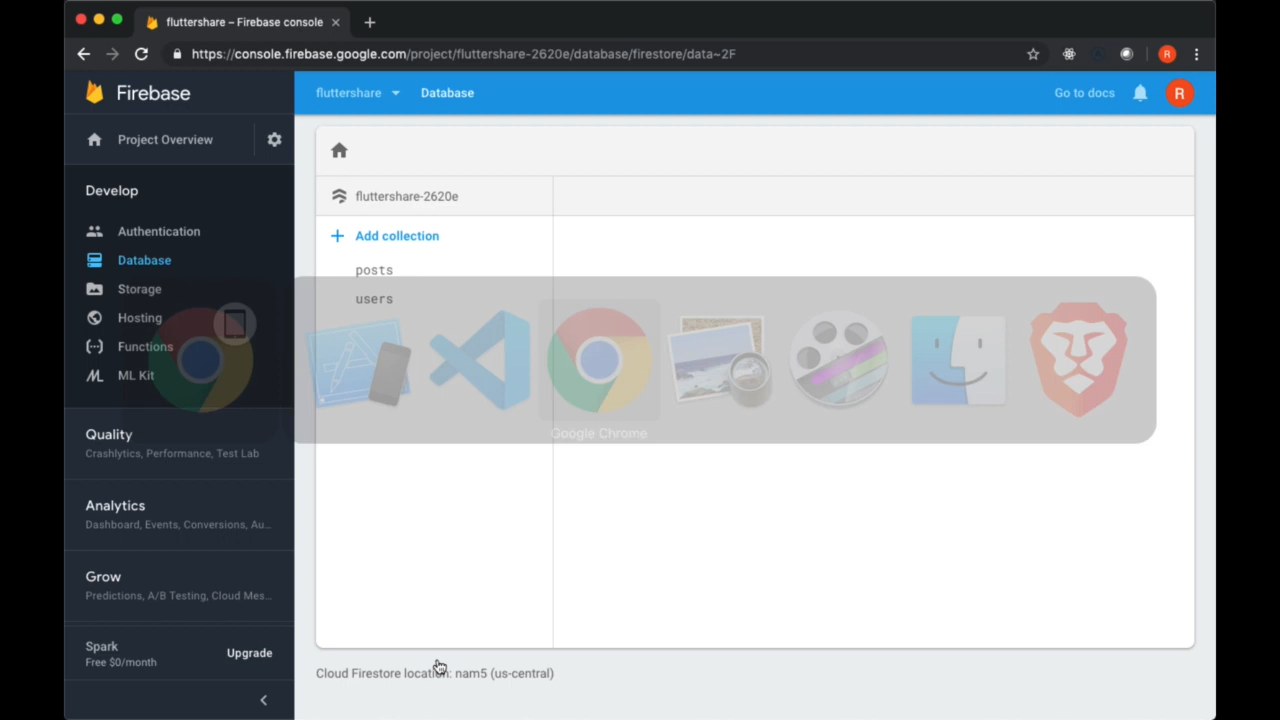 fluttershare – Firebase console
https://console.firebase.google.com/project/fluttershare-2620e/database/firestore/data~2F
R
Firebase
fluttershare
Database
Go to docs
R
Project Overview
Develop
Authentication
Database
Storage
Hosting
Functions
ML Kit
Quality
Crashlytics, Performance, Test Lab
Analytics
Dashboard, Events, Conversions, Au...
Grow
Predictions, A/B Testing, Cloud Mes...
Spark
Free $0/month
Upgrade
fluttershare-2620e
Add collection
posts
users
Google Chrome
Cloud Firestore location: nam5 (us-central)